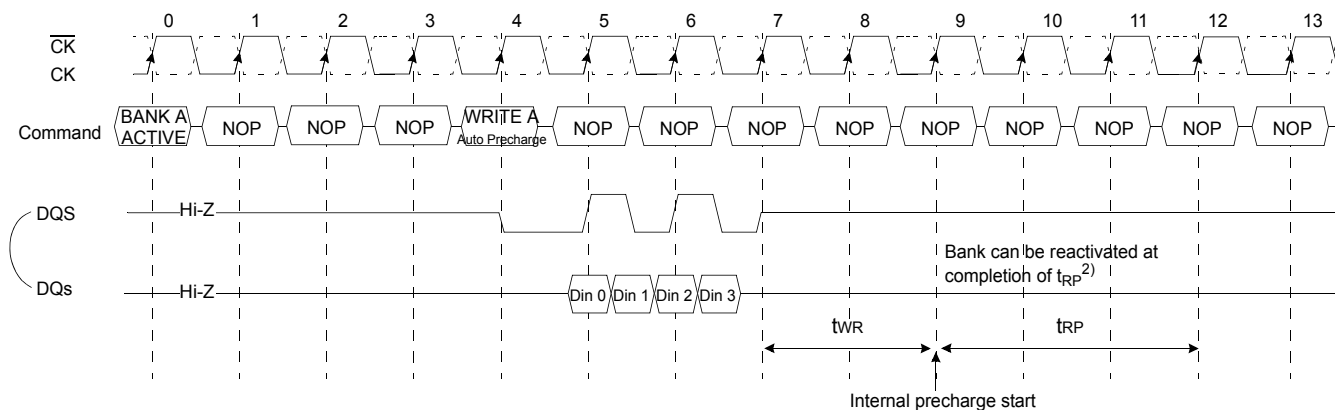 0 1 2 3 4 5 6 7 8 9 10 11 12 13
CK
CK
Command
BANK A ACTIVE NOP NOP NOP WRITE A Auto Precharge NOP NOP NOP NOP NOP NOP NOP NOP NOP
DQS Hi-Z
Bank can be reactivated at
completion of tRP2)
DQs Hi-Z Din 0 Din 1 Din 2 Din 3
tWR tRP
Internal precharge start